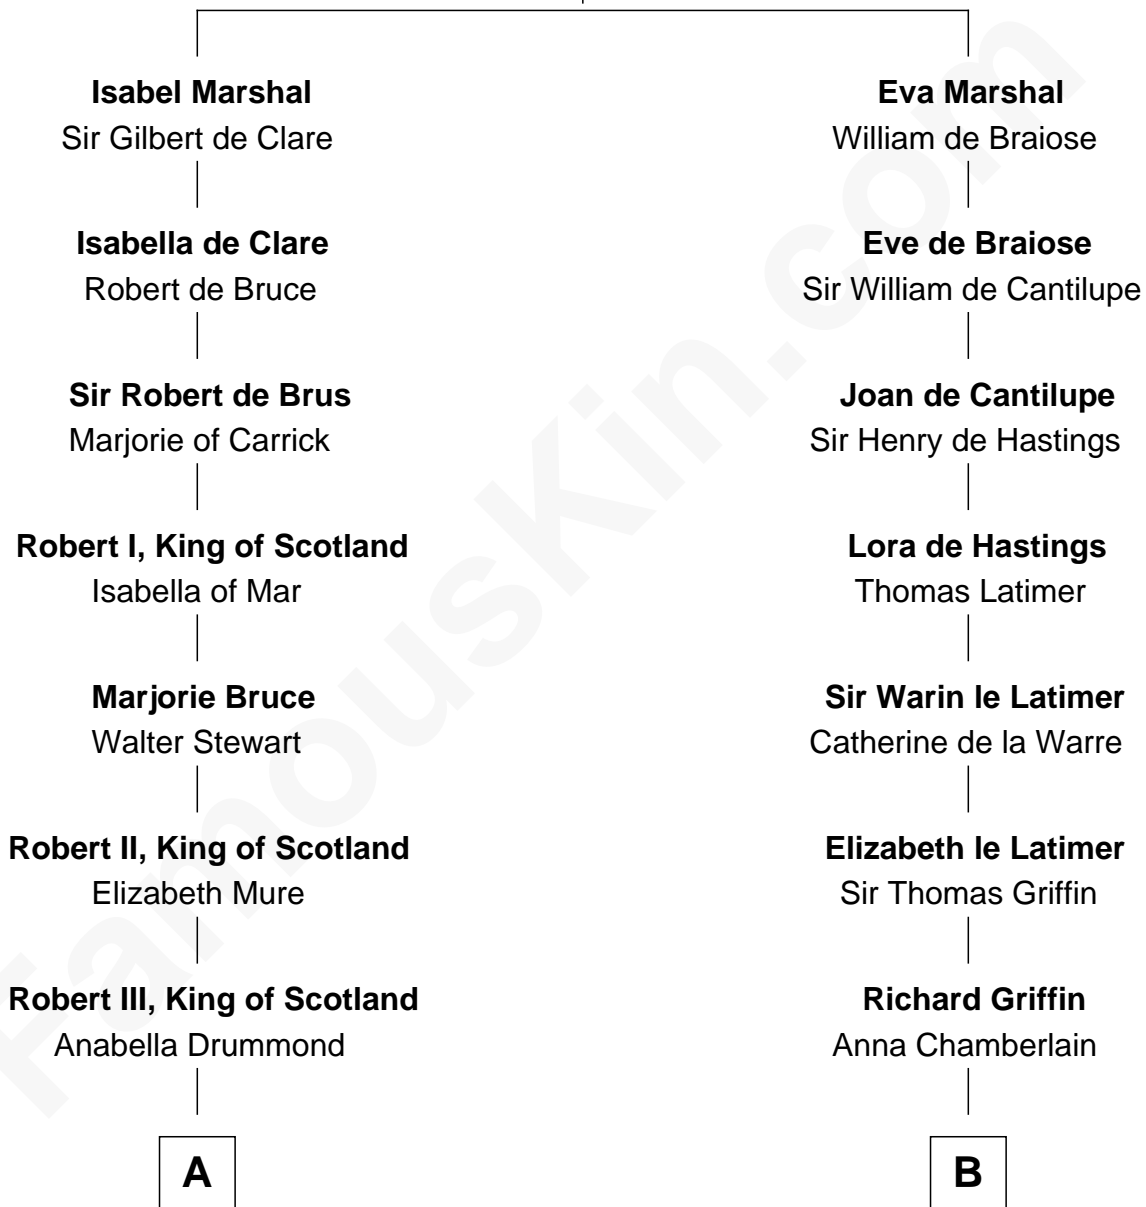 Isabel Marshal
Sir Gilbert de Clare
Isabella de Clare
Robert de Bruce
Sir Robert de Brus
Marjorie of Carrick
Robert I, King of Scotland
Isabella of Mar
Marjorie Bruce
Walter Stewart
Robert II, King of Scotland
Elizabeth Mure
Robert III, King of Scotland
Anabella Drummond
A
Eva Marshal
William de Braiose
Eve de Braiose
Sir William de Cantilupe
Joan de Cantilupe
Sir Henry de Hastings
Lora de Hastings
Thomas Latimer
Sir Warin le Latimer
Catherine de la Warre
Elizabeth le Latimer
Sir Thomas Griffin
Richard Griffin
Anna Chamberlain
B
FamousKin.com